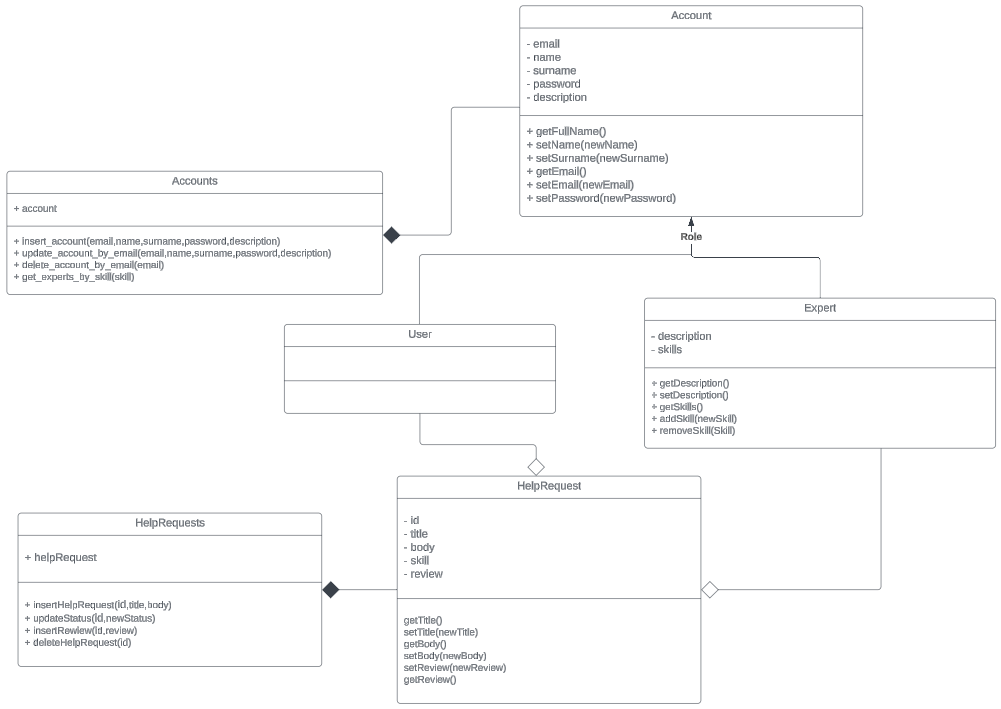 Account
- email
- name
- surname
- password
- description
+ getFullName()
+ setName(newName)
+ setSurname(newSurname)
+ getEmail()
+ setEmail(newEmail)
+ setPassword(newPassword)
Accounts
+ account
+ insert_account(email,name,surname,password,description)
+ update_account_by_email(email,name,surname,password,description)
+ delete_account_by_email(email)
+ get_experts_by_skill(skill)
Role
User
Expert
- description
- skills
+ getDescription()
+ setDescription()
+ getSkills()
+ addSkill(newSkill)
+ removeSkill(Skill)
HelpRequest
- id
- title
- body
- skill
- review
getTitle()
setTitle(newTitle)
getBody()
setBody(newBody)
setReview(newReview)
getReview()
HelpRequests
+ helpRequest
+ insertHelpRequest(id,title,body)
+ updateStatus(id,newStatus)
+ insertRewiew(id,review)
+ deleteHelpRequest(id)